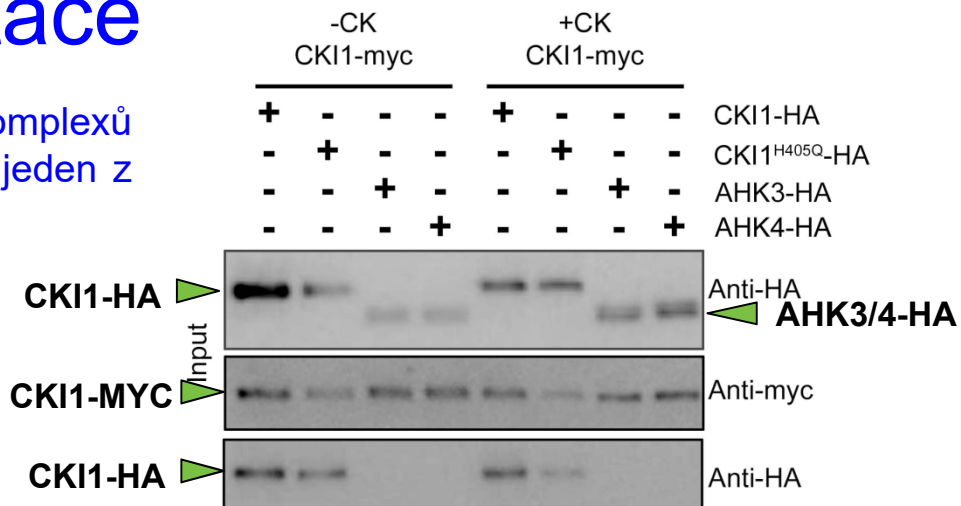 -CK
CKI1-myc
+CK
CKI1-myc
omplexů
jeden z
+ - - - + - - - CKI1-HA
- + - - - + - - CKI1H405Q-HA
- - + - - - + - AHK3-HA
- - - + - - - + AHK4-HA
CKI1-HA
Anti-HA
AHK3/4-HA
Input
CKI1-MYC
Anti-myc
CKI1-HA
Anti-HA